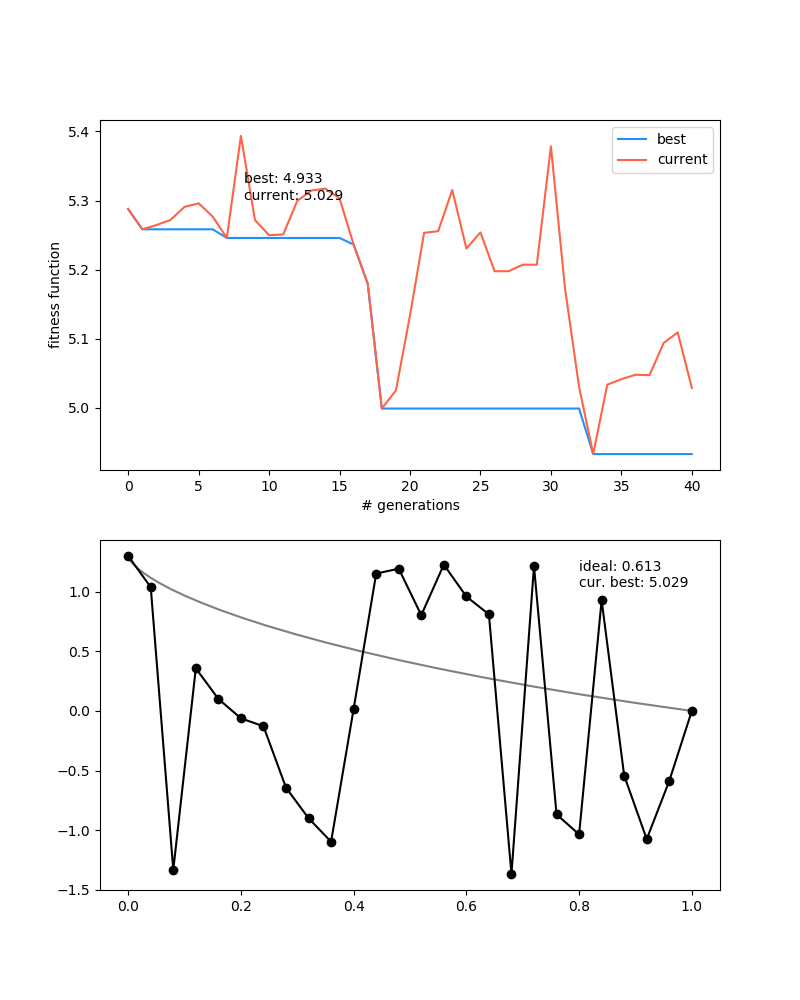 best
current
best: 4.933
current: 5.029
fitness function
5.4
5.3
5.2
5.1
5.0
0 5 10 15 20 25 30 35 40
# generations
ideal: 0.613
cur. best: 5.029
1.0
0.5
0.0
−0.5
−1.0
−1.5
0.0 0.2 0.4 0.6 0.8 1.0